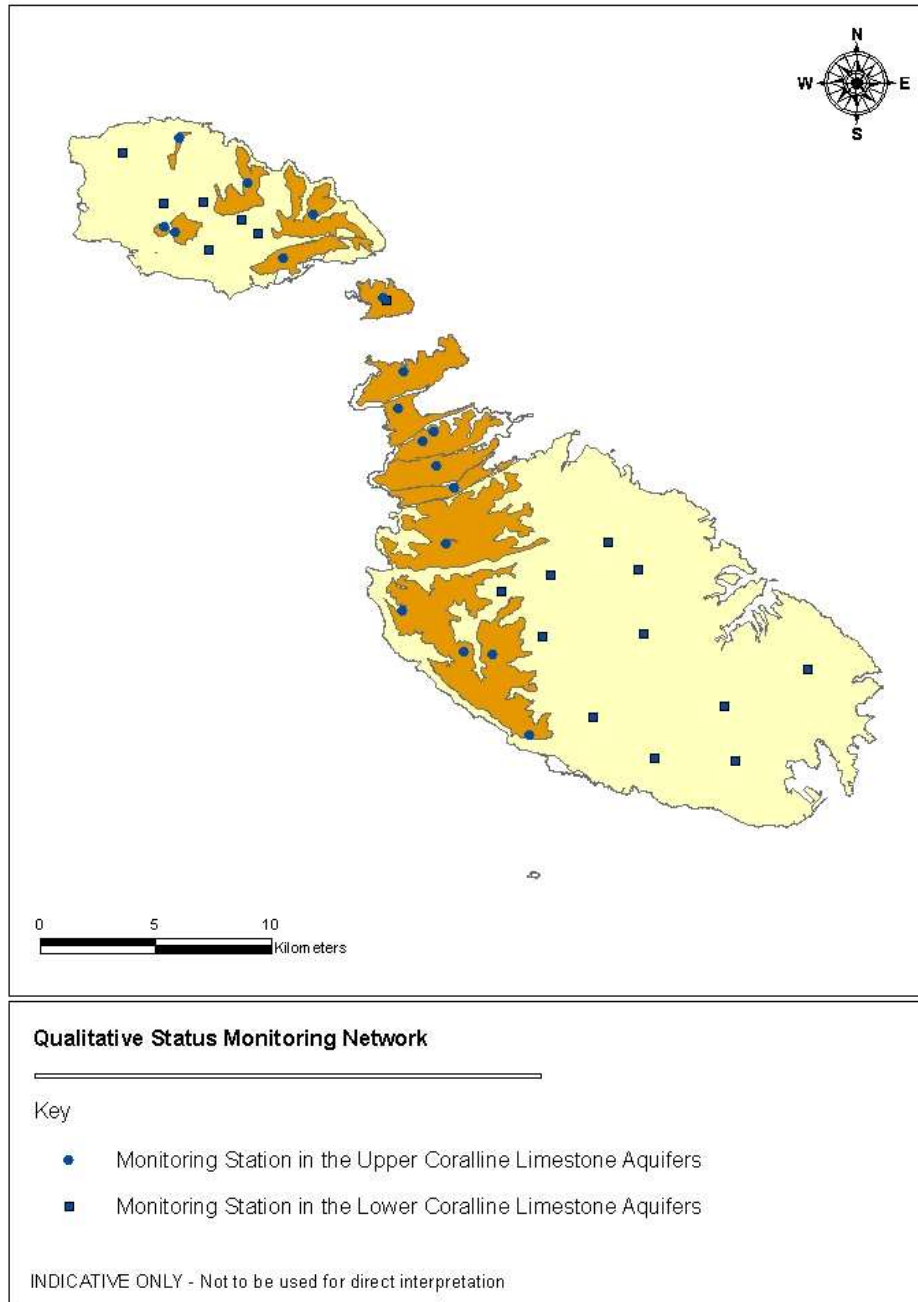 N
W E
S
0 5 10
Kilometers
Qualitative Status Monitoring Network
Key
Monitoring Station in the Upper Coralline Limestone Aquifers
Monitoring Station in the Lower Coralline Limestone Aquifers
INDICATIVE ONLY - Not to be used for direct interpretation